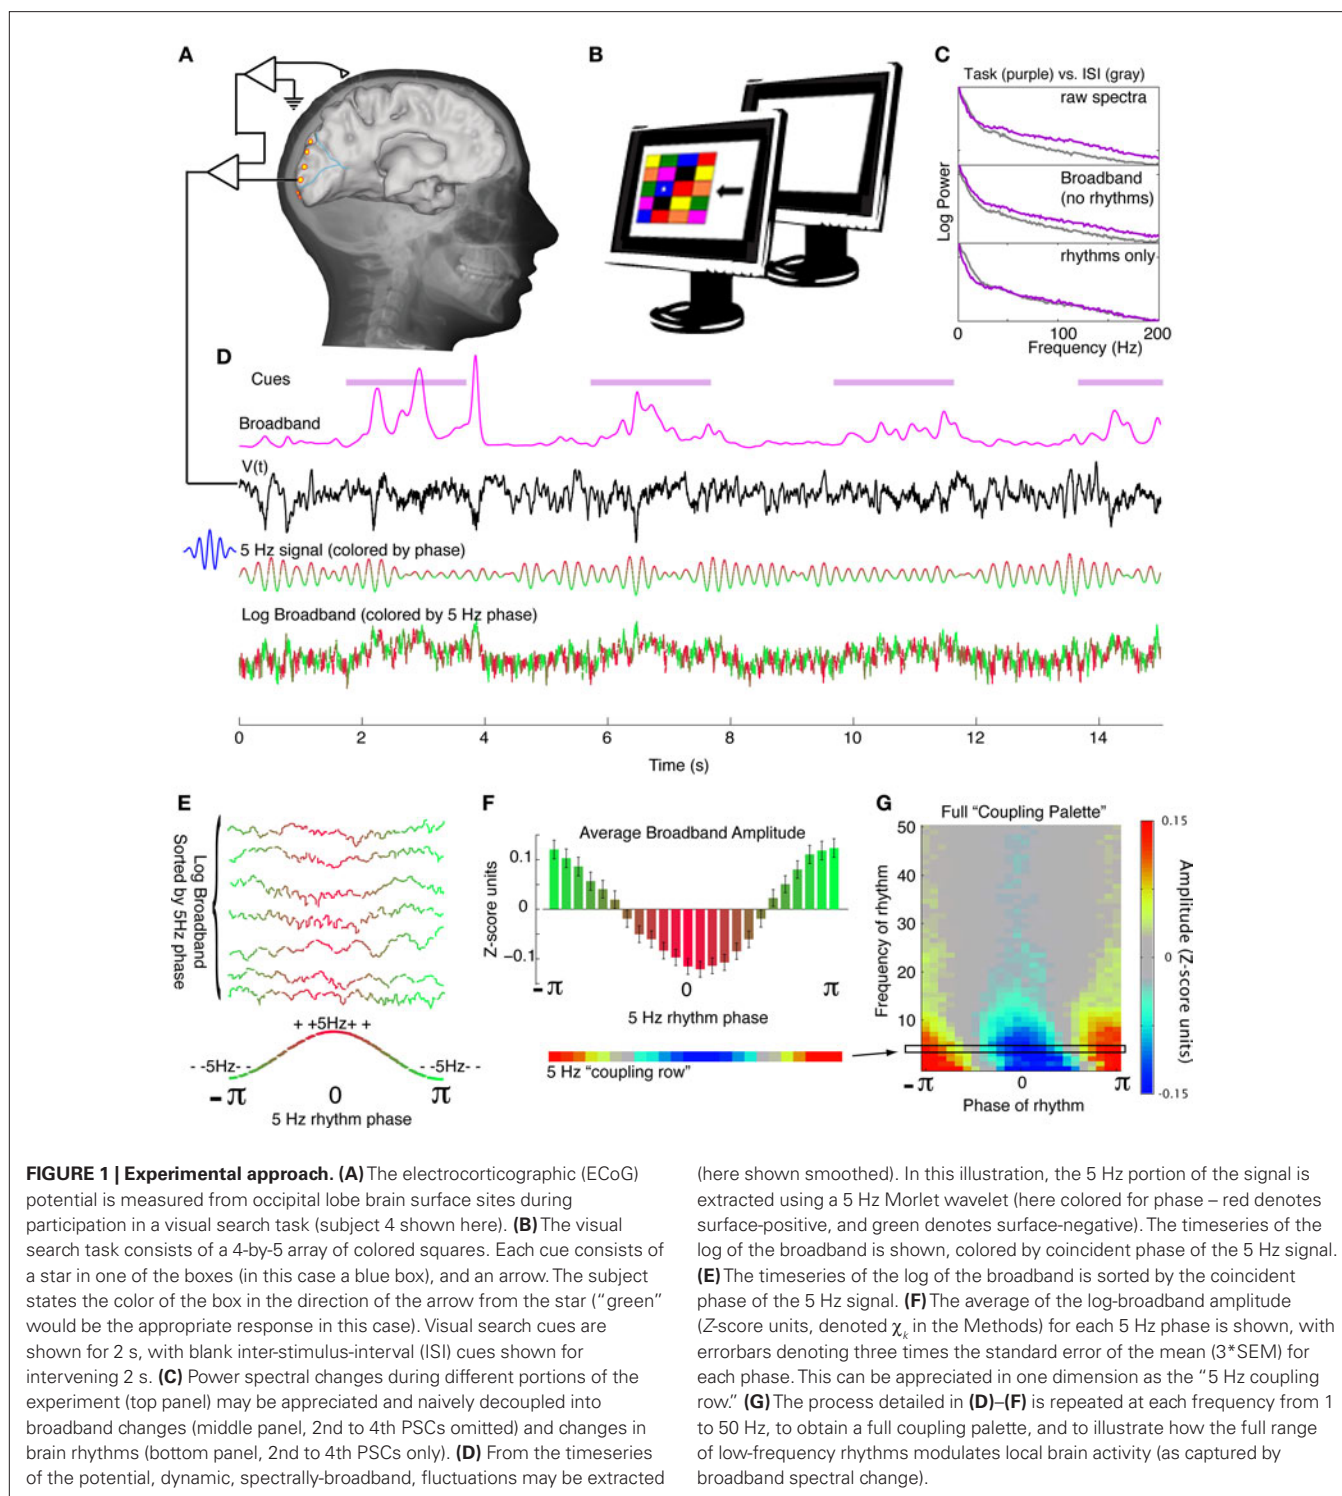 A
B
C
Task (purple) vs. ISI (gray)
raw spectra
Broadband
(no rhythms)
rhythms only
Log Power
0
100
200
Frequency (Hz)
D
Cues
Broadband
V(t)
5 Hz signal (colored by phase)
Log Broadband (colored by 5 Hz phase)
0 2 4 6 8 10 12 14
Time (s)
E
Log Broadband
Sorted by 5Hz phase
+ +5Hz+ +
- -5Hz- -
- -5Hz- -
-π 0 π
5 Hz rhythm phase
F
Average Broadband Amplitude
Z-score units
0.1
0
-0.1
-π 0 π
5 Hz rhythm phase
5 Hz "coupling row"
G
Full "Coupling Palette"
Frequency of rhythm
50
40
30
20
10
-π 0 π
Phase of rhythm
0.15
0
-0.15
Amplitude (Z-score units)
FIGURE 1 | Experimental approach. (A) The electrocorticographic (ECoG)
potential is measured from occipital lobe brain surface sites during
participation in a visual search task (subject 4 shown here). (B) The visual
search task consists of a 4-by-5 array of colored squares. Each cue consists of
a star in one of the boxes (in this case a blue box), and an arrow. The subject
states the color of the box in the direction of the arrow from the star ("green"
would be the appropriate response in this case). Visual search cues are
shown for 2 s, with blank inter-stimulus-interval (ISI) cues shown for
intervening 2 s. (C) Power spectral changes during different portions of the
experiment (top panel) may be appreciated and naively decoupled into
broadband changes (middle panel, 2nd to 4th PSCs omitted) and changes in
brain rhythms (bottom panel, 2nd to 4th PSCs only). (D) From the timeseries
of the potential, dynamic, spectrally-broadband, fluctuations may be extracted
(here shown smoothed). In this illustration, the 5 Hz portion of the signal is
extracted using a 5 Hz Morlet wavelet (here colored for phase – red denotes
surface-positive, and green denotes surface-negative). The timeseries of the
log of the broadband is shown, colored by coincident phase of the 5 Hz signal.
(E) The timeseries of the log of the broadband is sorted by the coincident
phase of the 5 Hz signal. (F) The average of the log-broadband amplitude
(Z-score units, denoted χk in the Methods) for each 5 Hz phase is shown, with
errorbars denoting three times the standard error of the mean (3*SEM) for
each phase. This can be appreciated in one dimension as the "5 Hz coupling
row." (G) The process detailed in (D)–(F) is repeated at each frequency from 1
to 50 Hz, to obtain a full coupling palette, and to illustrate how the full range
of low-frequency rhythms modulates local brain activity (as captured by
broadband spectral change).